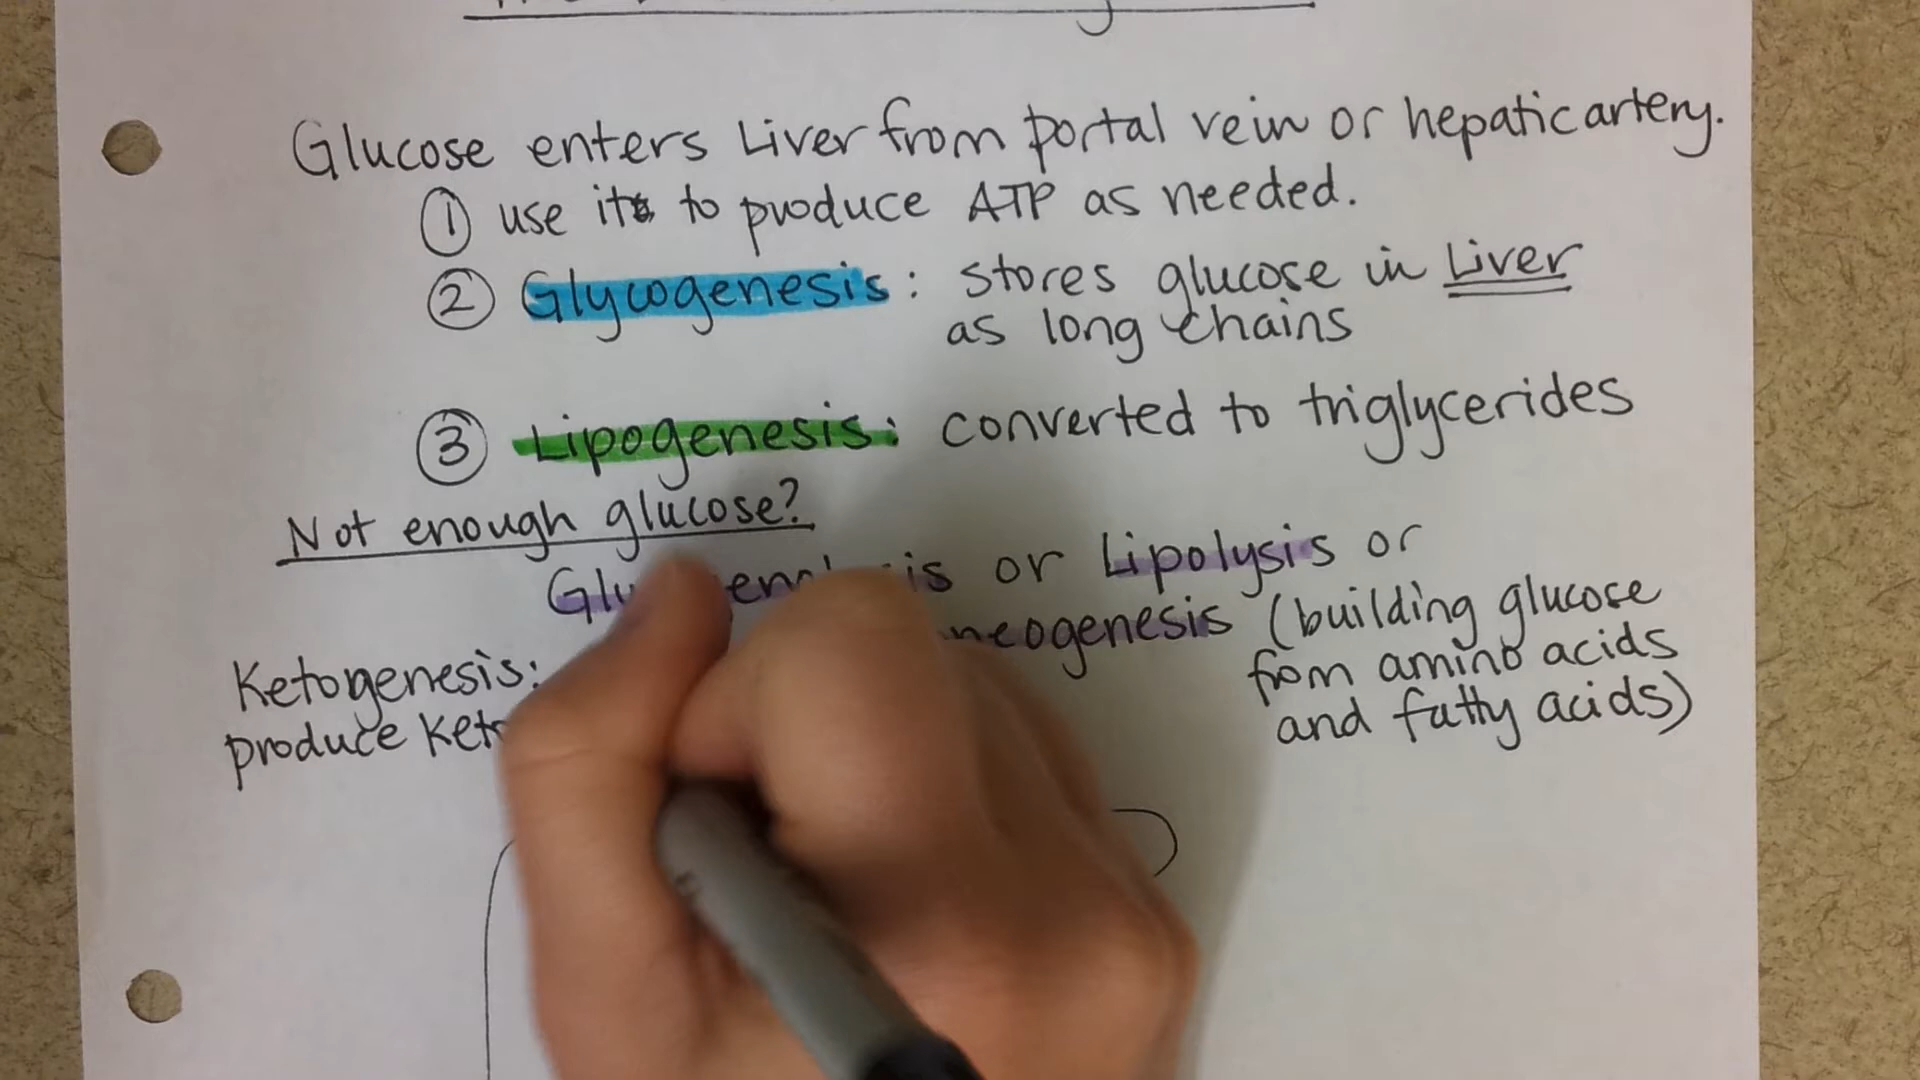 Glucose enters Liver from portal vein or hepatic artery.
① use it to produce ATP as needed.
② Glycogenesis: stores glucose in Liver
as long chains
③ Lipogenesis: converted to triglycerides
Not enough glucose?
or Lipolysis or
(building glucose
from amino acids
and fatty acids)
Ketogenesis:
produce